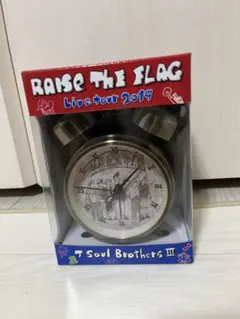 RAISE THE FLAG
Live tour 2019
Soul Brothers III